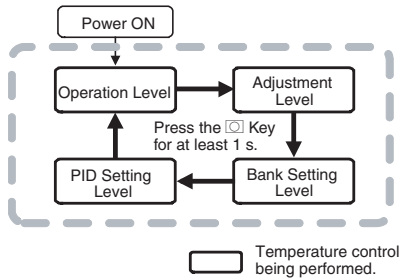 Power ON
Operation Level
Adjustment
Level
Press the Key
for at least 1 s.
PID Setting
Level
Bank Setting
Level
Temperature control
being performed.